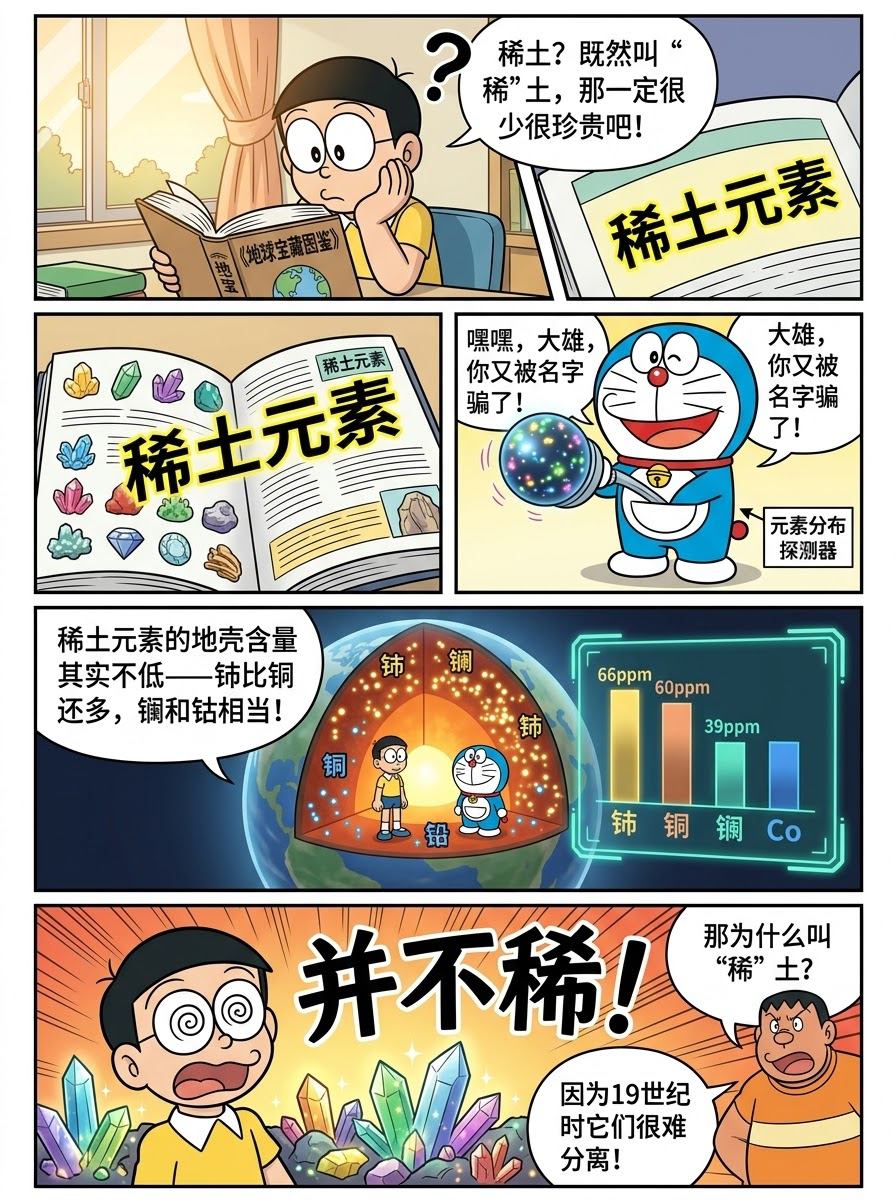 ?
稀土？既然叫“
稀”土，那一定很
少很珍贵吧！
《地球宝藏图鉴》
《地宝
稀土元素
稀土元素
稀土元素
嘿嘿，大雄，
你又被名字
骗了！
大雄，
你又被
名字骗
了！
元素分布
探测器
稀土元素的地壳含量
其实不低——铈比铜
还多，镧和钴相当！
铈
镧
铈
铜
铅
66ppm
60ppm
39ppm
铈
铜
镧
Co
并不稀！
那为什么叫
“稀”土？
因为19世纪
时它们很难
分离！